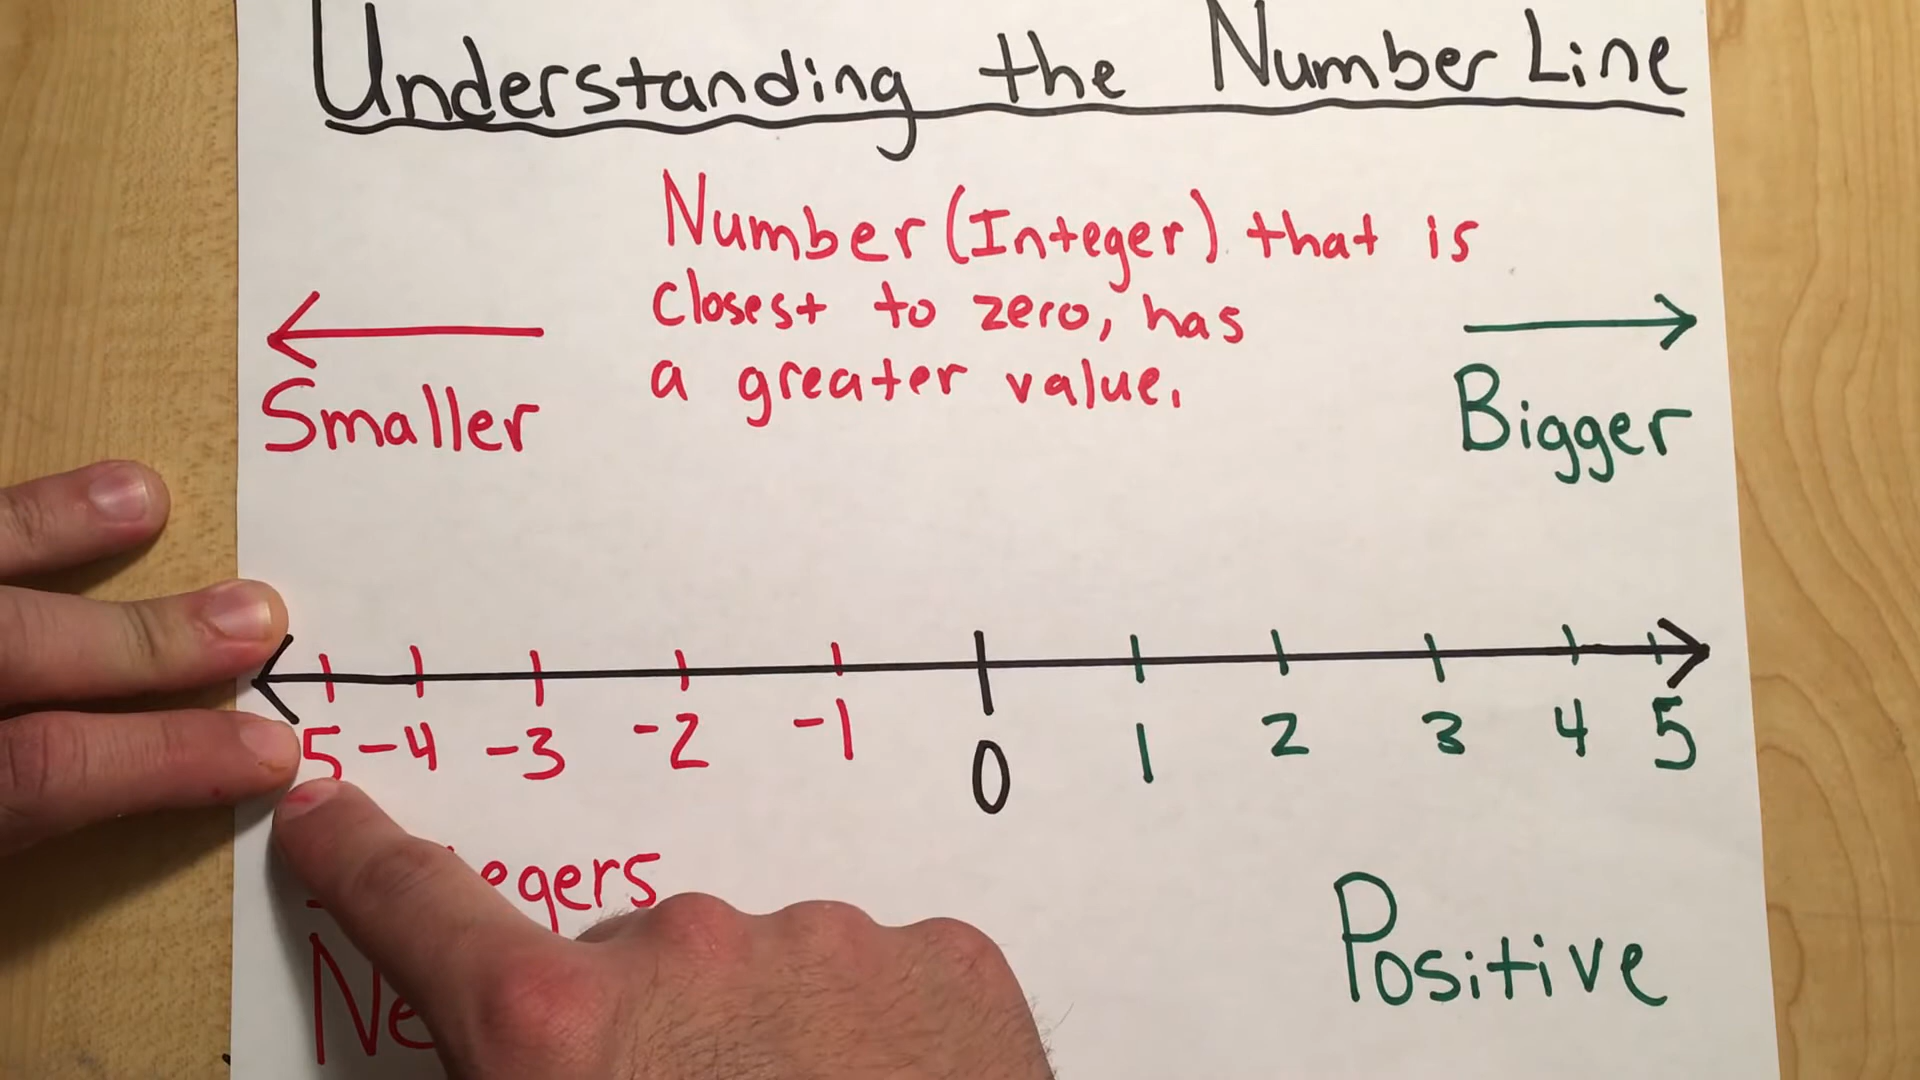 Understanding the Number Line
Number (Integer) that is
closest to zero, has
a greater value.
Smaller
Bigger
5 -4 -3 -2 -1 0 1 2 3 4 5
Positive